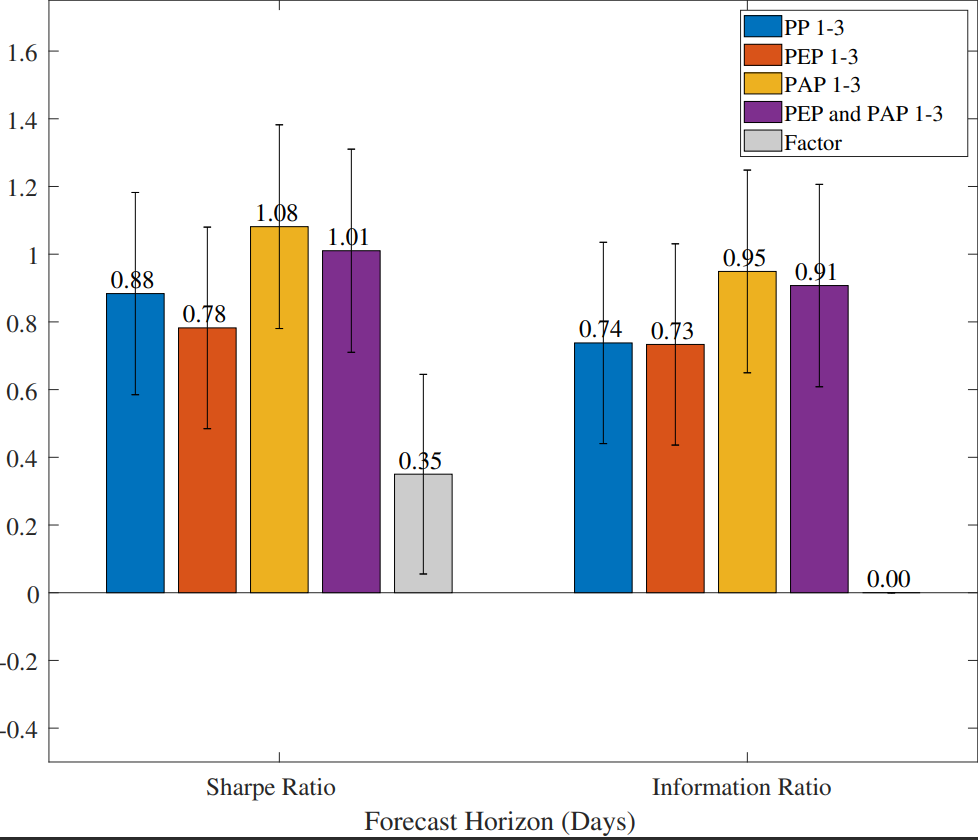 1.6
1.4
1.2
1
0.8
0.6
0.4
0.2
0
-0.2
-0.4
PP 1-3
PEP 1-3
PAP 1-3
PEP and PAP 1-3
Factor
0.88
0.78
1.08
1.01
0.35
0.74
0.73
0.95
0.91
0.00
Sharpe Ratio
Information Ratio
Forecast Horizon (Days)